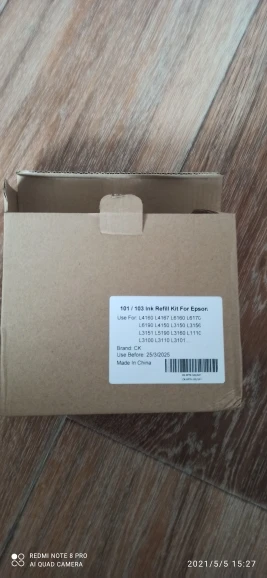 101 / 103 Ink Refill Kit For Epson
Use For: L4160 L4167 L6160 L6170
L6190 L4150 L3150 L3156
L3151 L5190 L3160 L1110
L3100 L3110 L3101...
Brand: CK
Use Before: 25/3/2025
Made In China
REDMI NOTE 8 PRO
AI QUAD CAMERA
2021/5/5 15:27